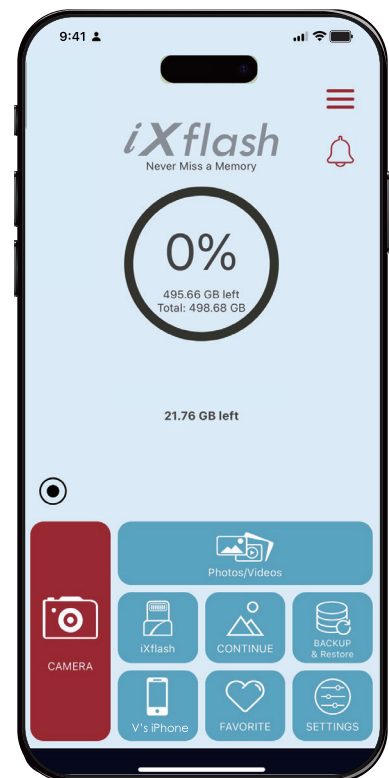 9:41
iXflash
Never Miss a Memory
0%
495.66 GB left
Total: 498.68 GB
21.76 GB left
Photos/Videos
CAMERA
iXflash
CONTINUE
BACKUP
& Restore
V's iPhone
FAVORITE
SETTINGS